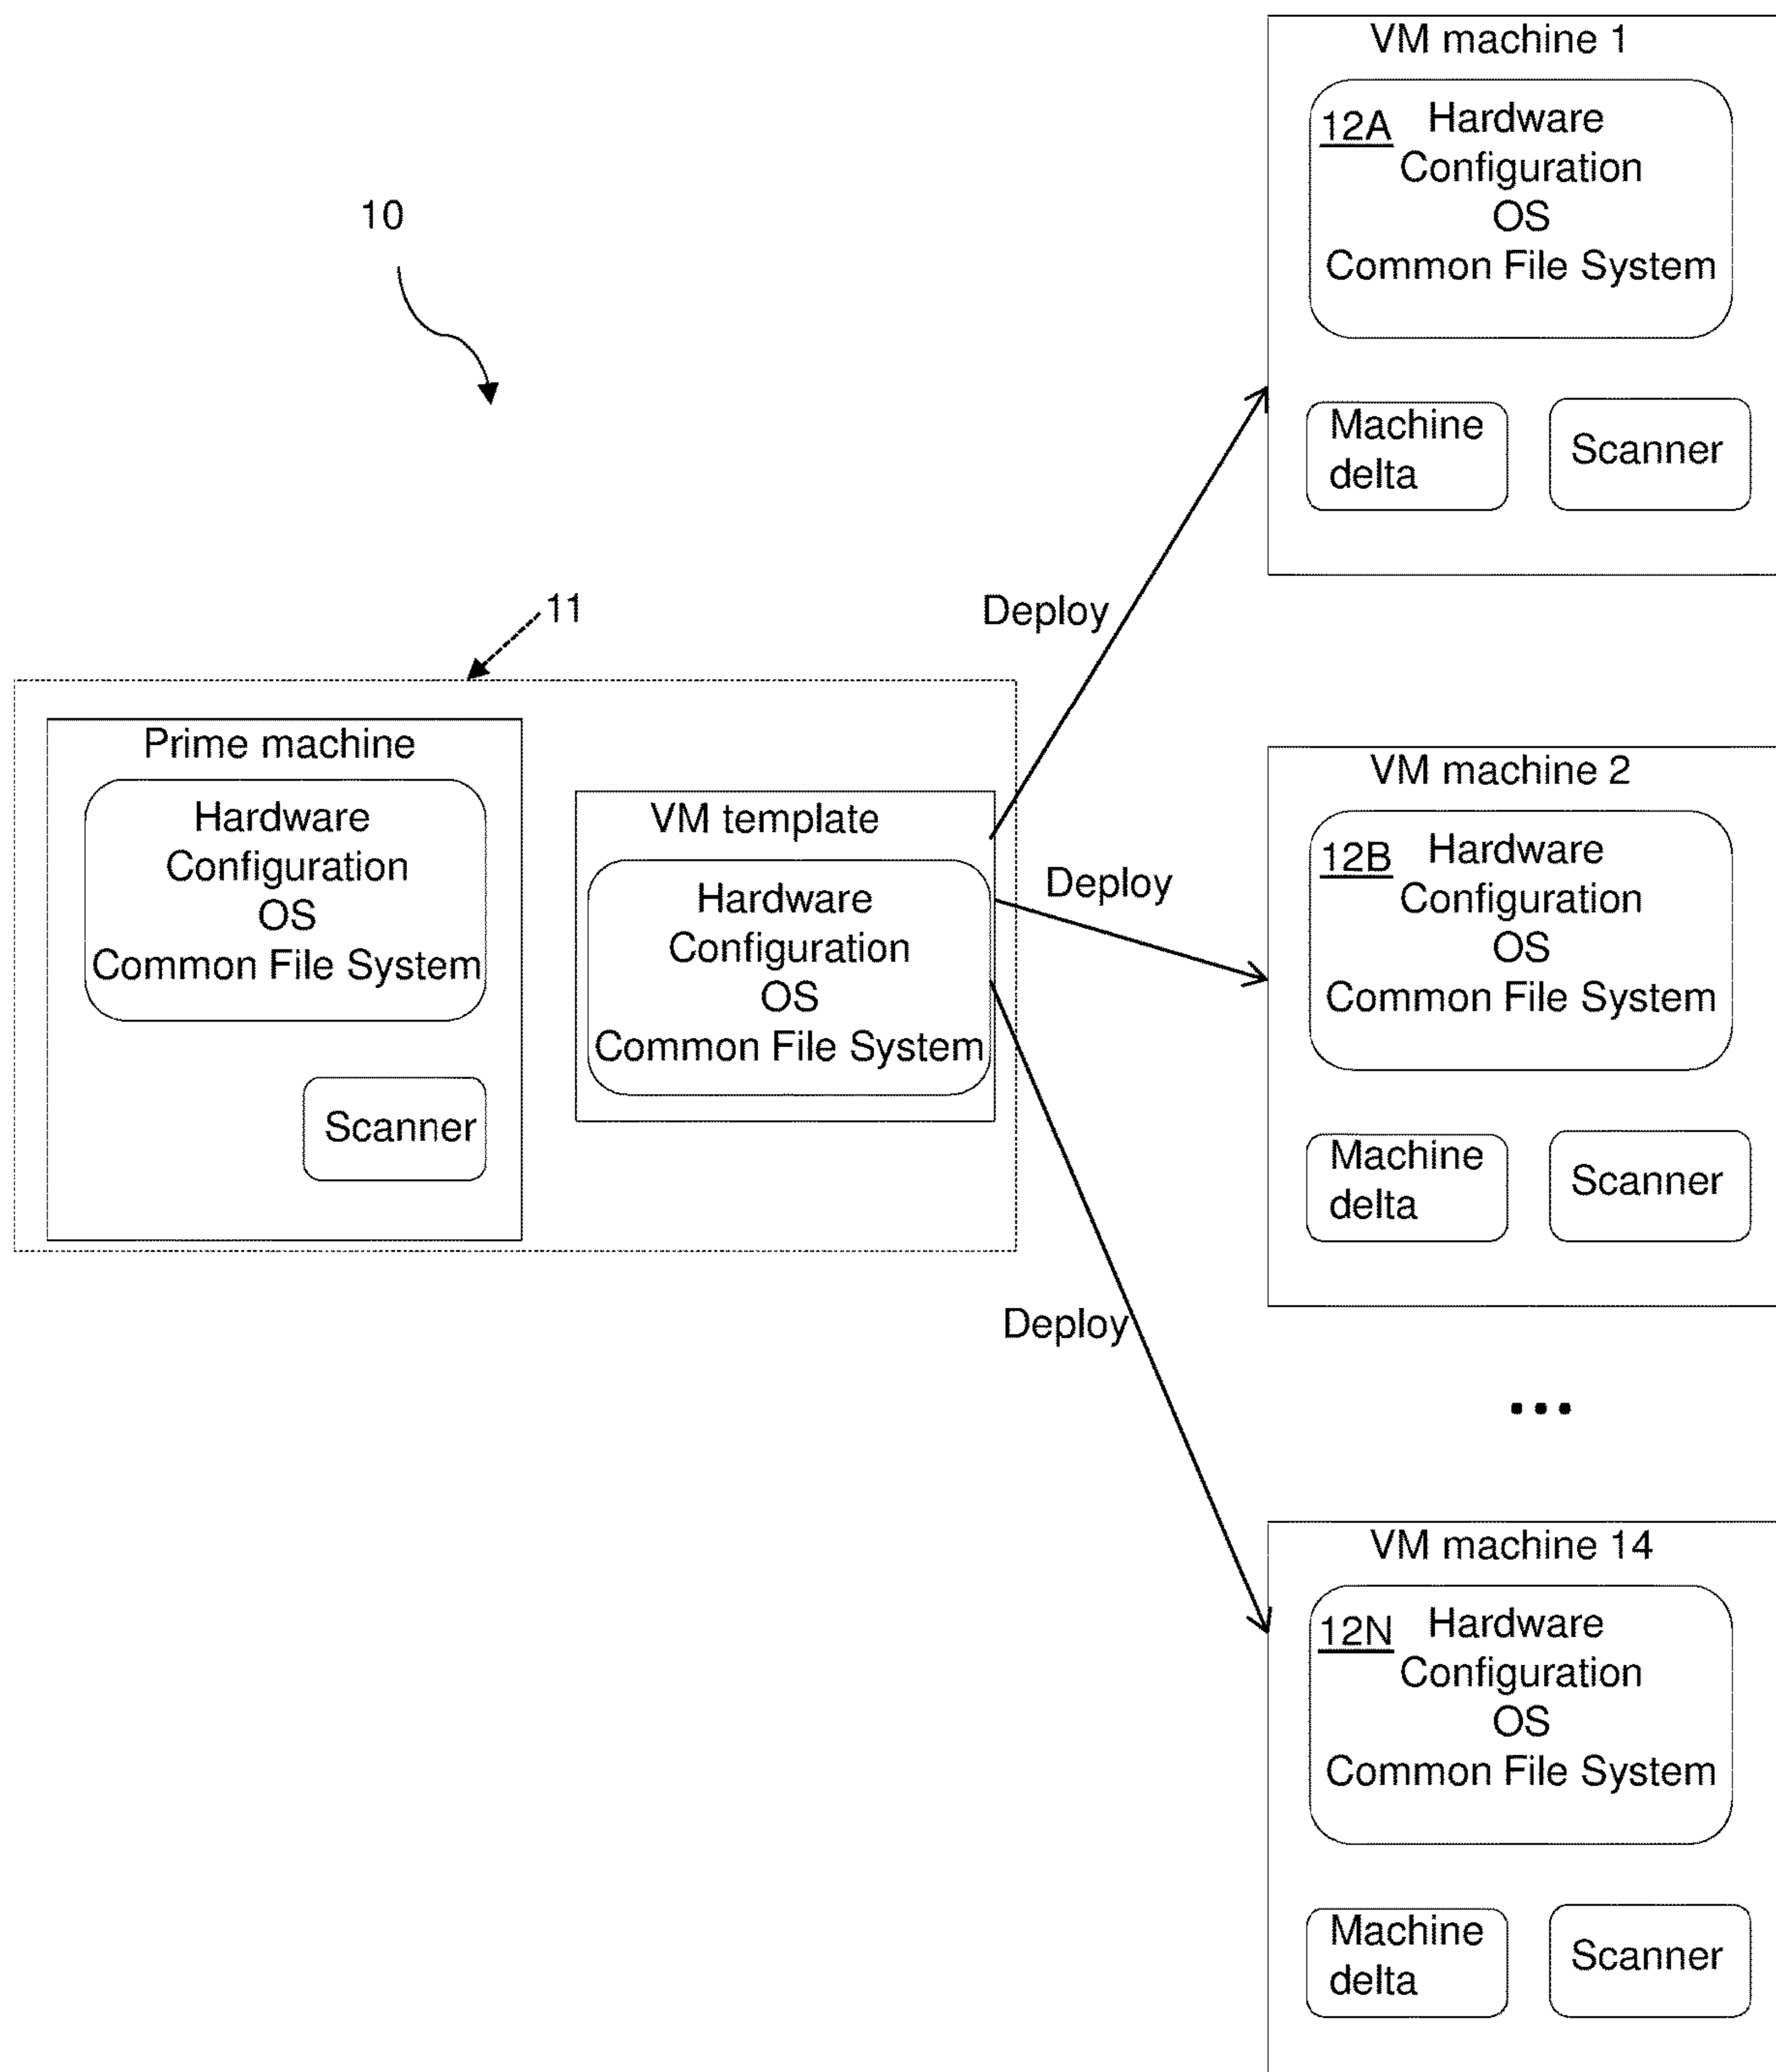 10
11
Prime machine
Hardware
Configuration
OS
Common File System
Scanner
VM template
Hardware
Configuration
OS
Common File System
Deploy
Deploy
Deploy
VM machine 1
12A Hardware
Configuration
OS
Common File System
Machine
delta
Scanner
VM machine 2
12B Hardware
Configuration
OS
Common File System
Machine
delta
Scanner
...
VM machine 14
12N Hardware
Configuration
OS
Common File System
Machine
delta
Scanner